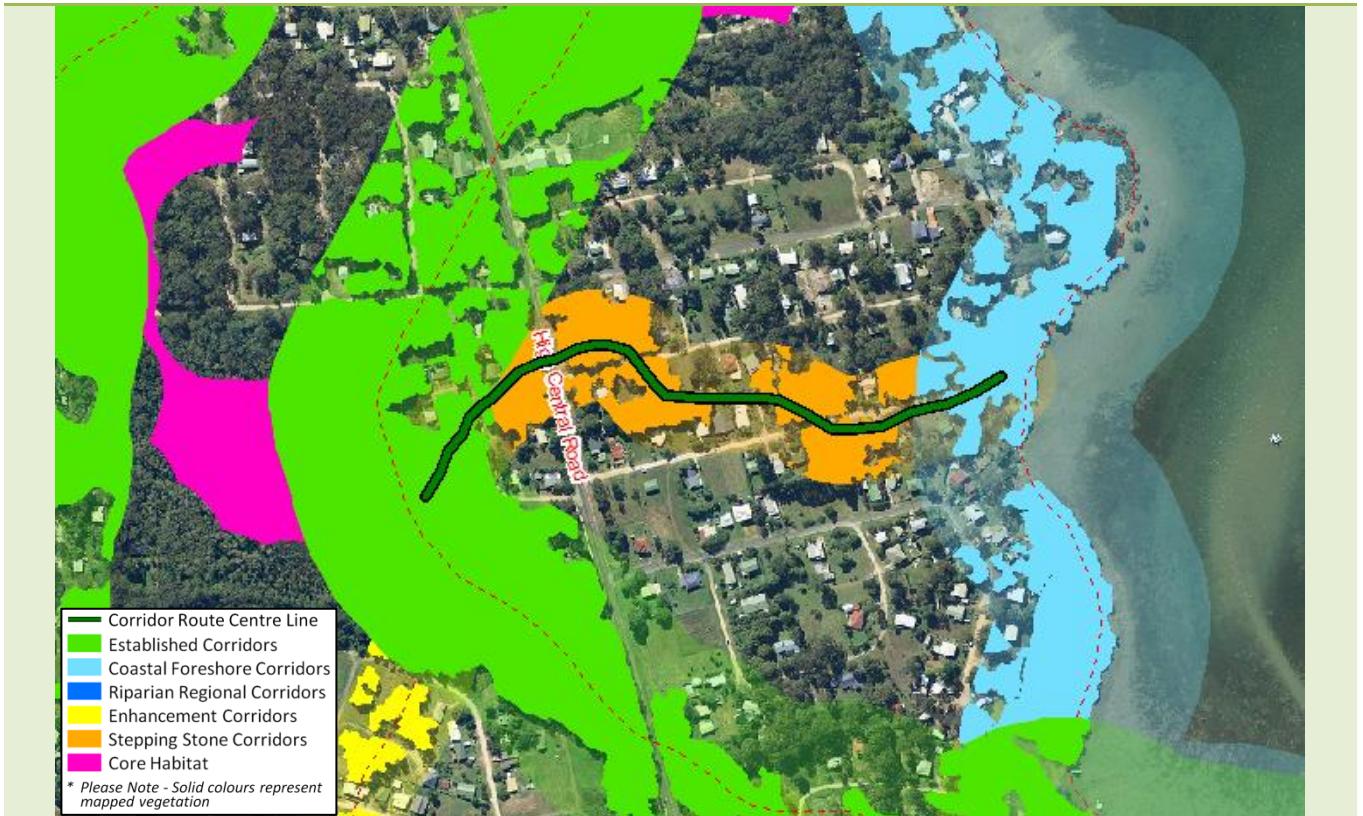 High Central Road
Corridor Route Centre Line
Established Corridors
Coastal Foreshore Corridors
Riparian Regional Corridors
Enhancement Corridors
Stepping Stone Corridors
Core Habitat
* Please Note - Solid colours represent
mapped vegetation